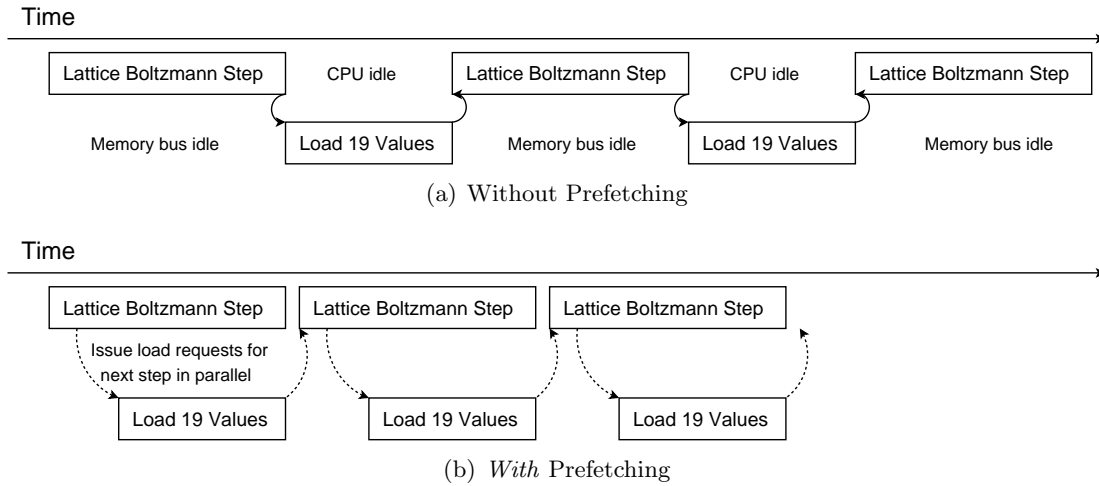 Time
Lattice Boltzmann Step CPU idle Lattice Boltzmann Step CPU idle Lattice Boltzmann Step
Memory bus idle Load 19 Values Memory bus idle Load 19 Values Memory bus idle
(a) Without Prefetching
Time
Lattice Boltzmann Step Lattice Boltzmann Step Lattice Boltzmann Step
Issue load requests for
next step in parallel
Load 19 Values Load 19 Values Load 19 Values
(b) With Prefetching